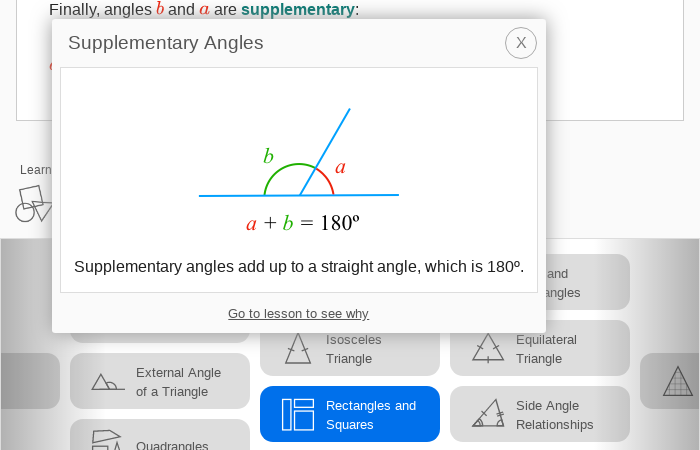 Finally, angles b and a are supplementary:
Supplementary Angles
X
b
a
a + b = 180º
Supplementary angles add up to a straight angle, which is 180º.
Go to lesson to see why
Learn
and
Isosceles
Triangle
Equilateral
Triangle
External Angle
of a Triangle
Rectangles and
Squares
Side Angle
Relationships
Quadrangles